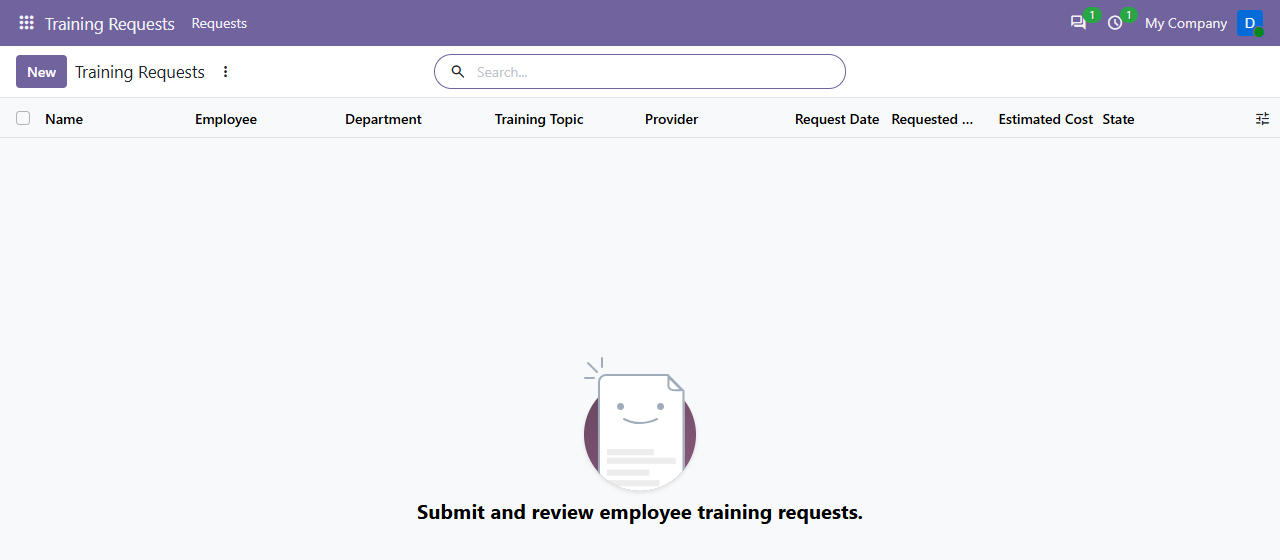 Training Requests Requests 1 1 My Company D
New Training Requests Search...
Name Employee Department Training Topic Provider Request Date Requested ... Estimated Cost State
Submit and review employee training requests.